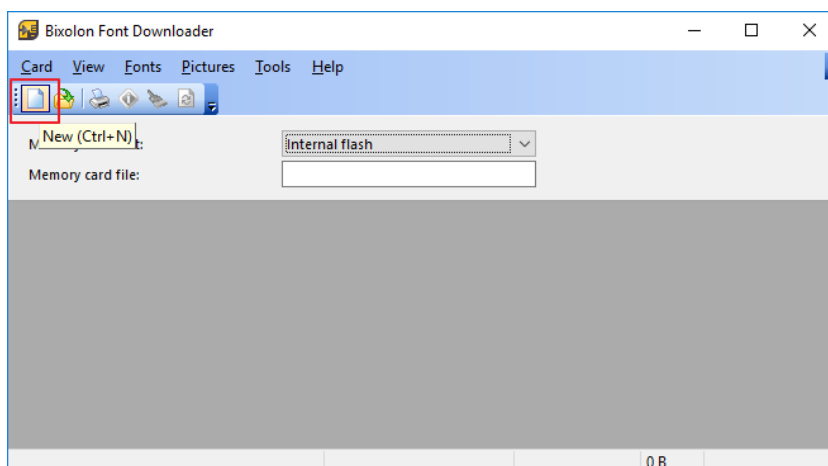 Bixolon Font Downloader
Card View Fonts Pictures Tools Help
New (Ctrl+N)
Internal flash
Memory card file:
0 B